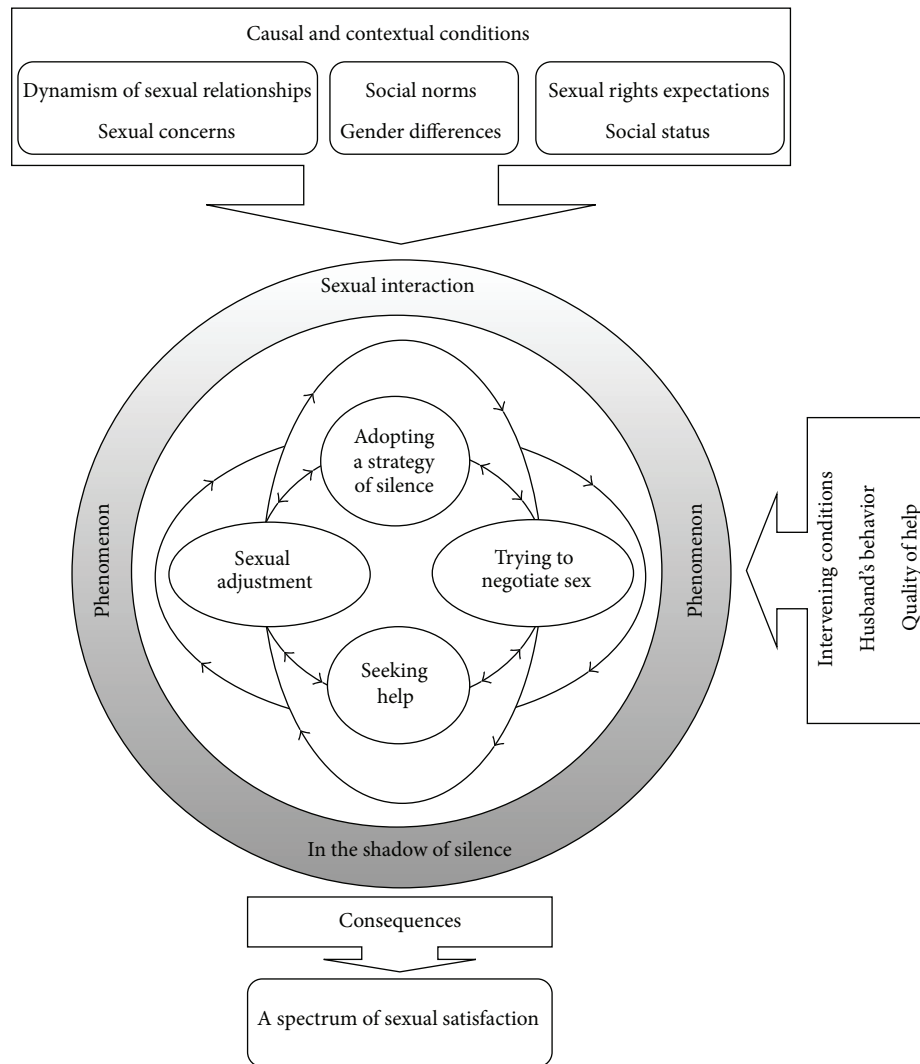 Causal and contextual conditions
Dynamism of sexual relationships
Sexual concerns
Social norms
Gender differences
Sexual rights expectations
Social status
Sexual interaction
Adopting
a strategy
of silence
Sexual
adjustment
Trying to
negotiate sex
Seeking
help
Phenomenon
Phenomenon
In the shadow of silence
Intervening conditions
Husband's behavior
Quality of help
Consequences
A spectrum of sexual satisfaction